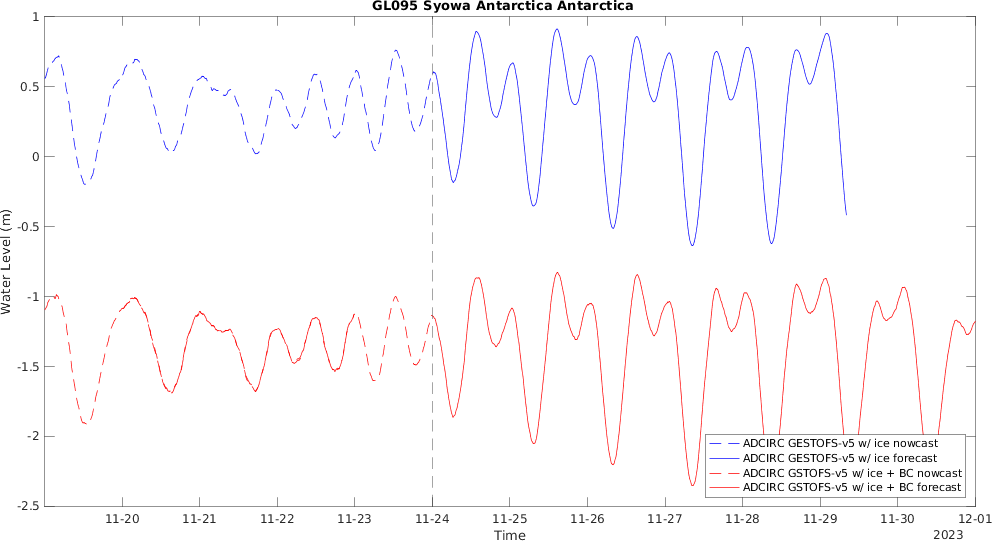 GL095 Syowa Antarctica Antarctica
1
0.5
0
-0.5
-1
-1.5
-2
-2.5
Water Level (m)
ADCIRC GESTOFS-v5 w/ ice nowcast
ADCIRC GESTOFS-v5 w/ ice forecast
ADCIRC GSTOFS-v5 w/ ice + BC nowcast
ADCIRC GSTOFS-v5 w/ ice + BC forecast
11-20 11-21 11-22 11-23 11-24 11-25 11-26 11-27 11-28 11-29 11-30 12-01
Time
2023